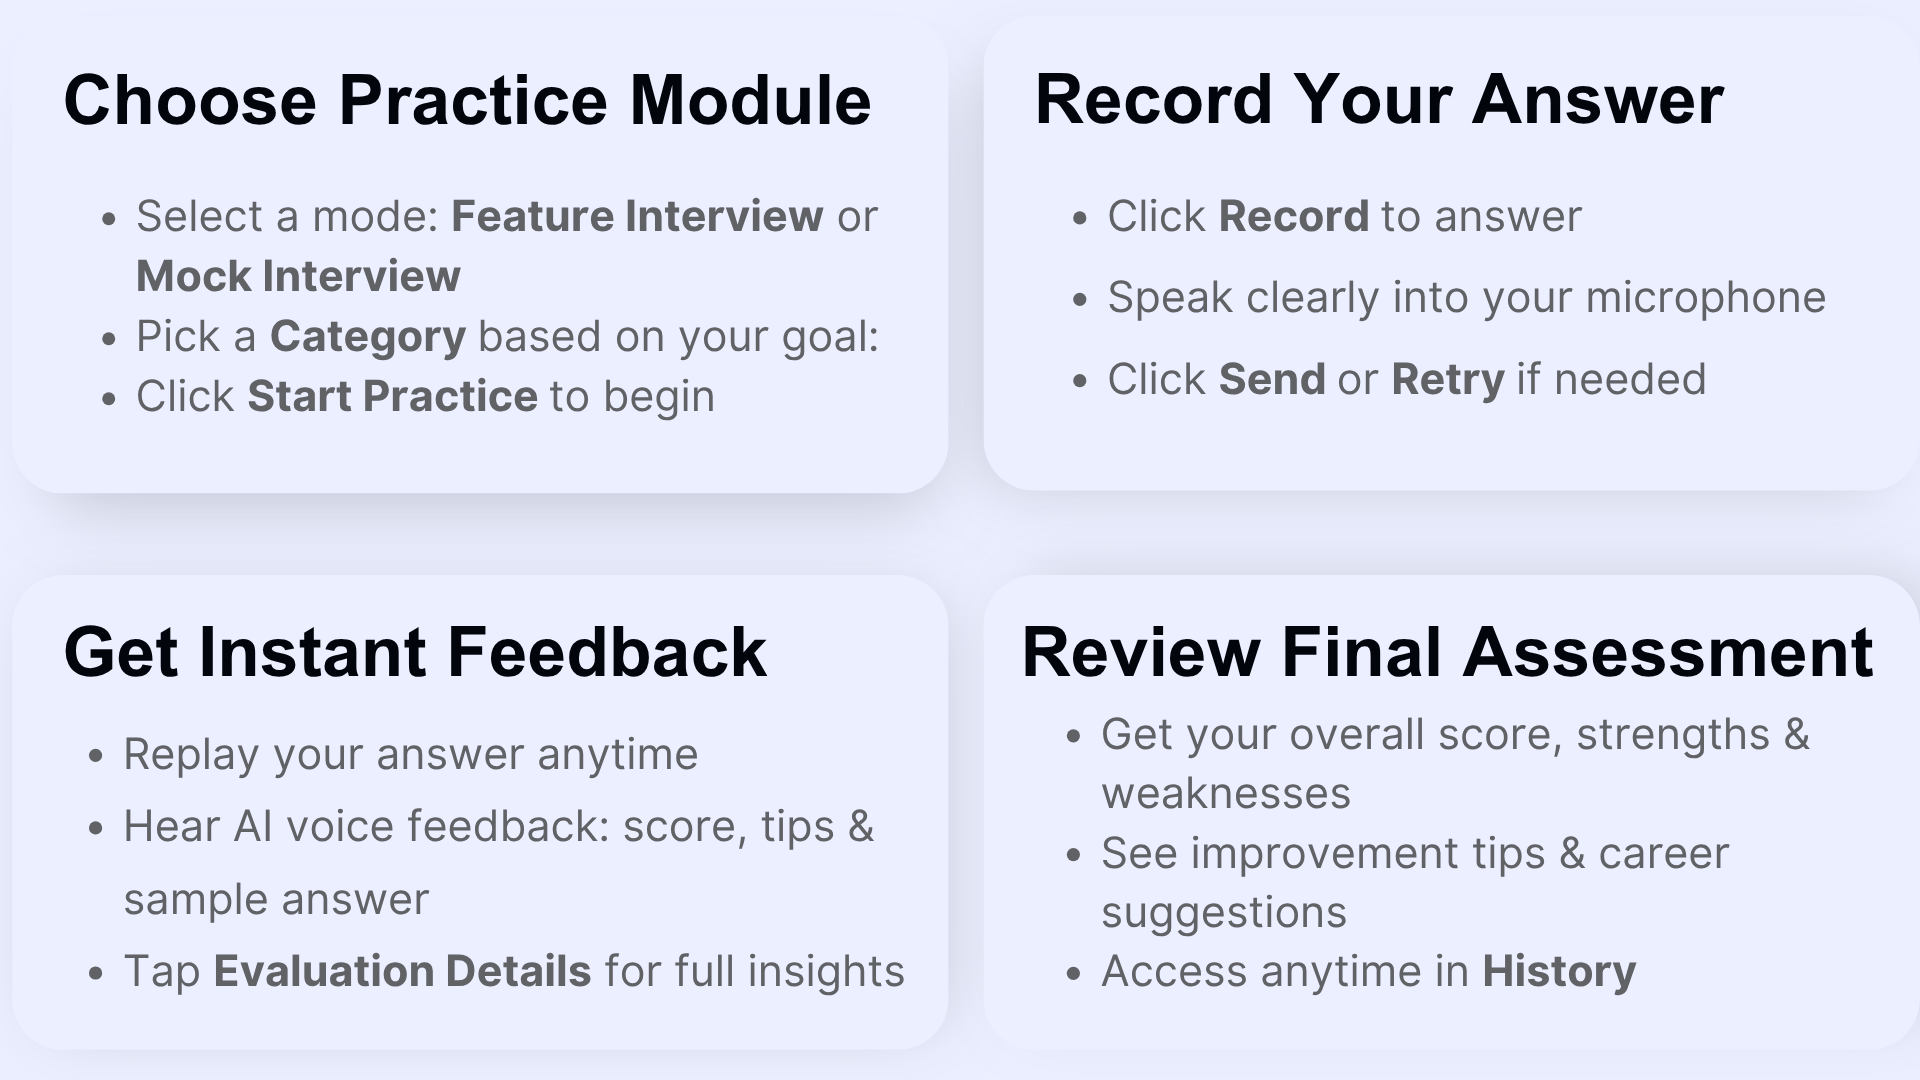 Choose Practice Module
• Select a mode: Feature Interview or
Mock Interview
• Pick a Category based on your goal:
• Click Start Practice to begin
Record Your Answer
• Click Record to answer
• Speak clearly into your microphone
• Click Send or Retry if needed
Get Instant Feedback
• Replay your answer anytime
• Hear AI voice feedback: score, tips &
sample answer
• Tap Evaluation Details for full insights
Review Final Assessment
• Get your overall score, strengths &
weaknesses
• See improvement tips & career
suggestions
• Access anytime in History